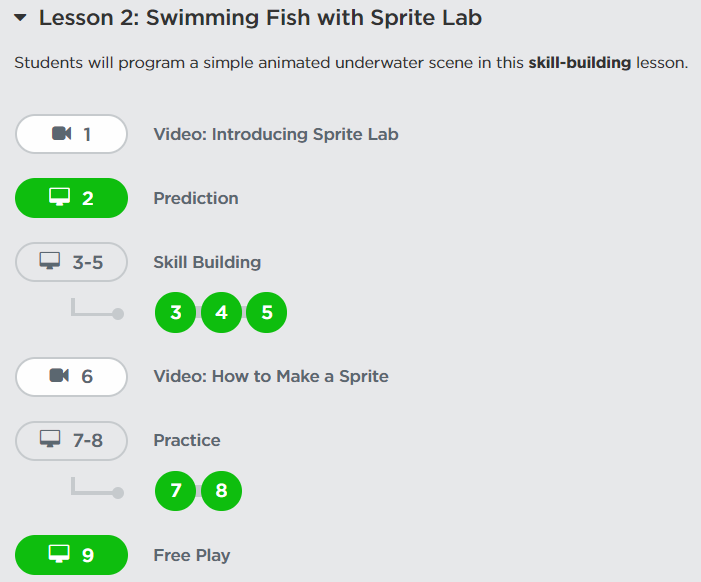 Lesson 2: Swimming Fish with Sprite Lab
Students will program a simple animated underwater scene in this skill-building lesson.
1 Video: Introducing Sprite Lab
2 Prediction
3-5 Skill Building
3 4 5
6 Video: How to Make a Sprite
7-8 Practice
7 8
9 Free Play